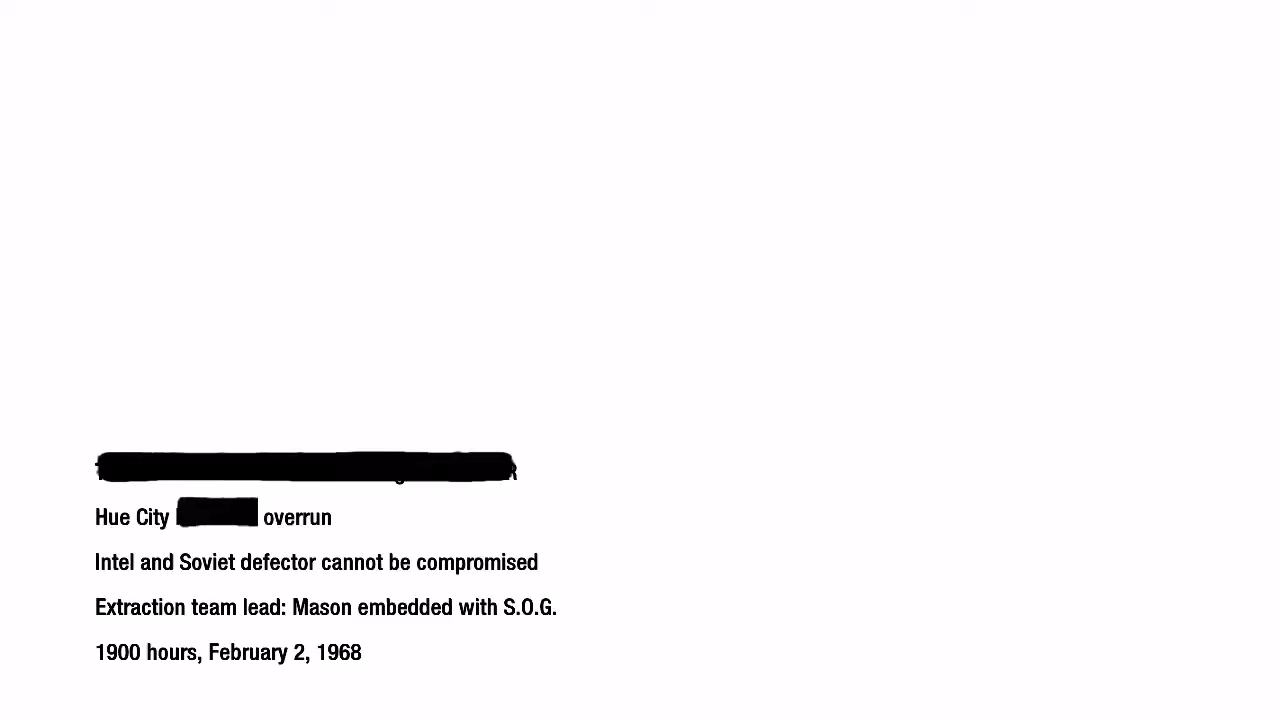 Hue City overrun
Intel and Soviet defector cannot be compromised
Extraction team lead: Mason embedded with S.O.G.
1900 hours, February 2, 1968